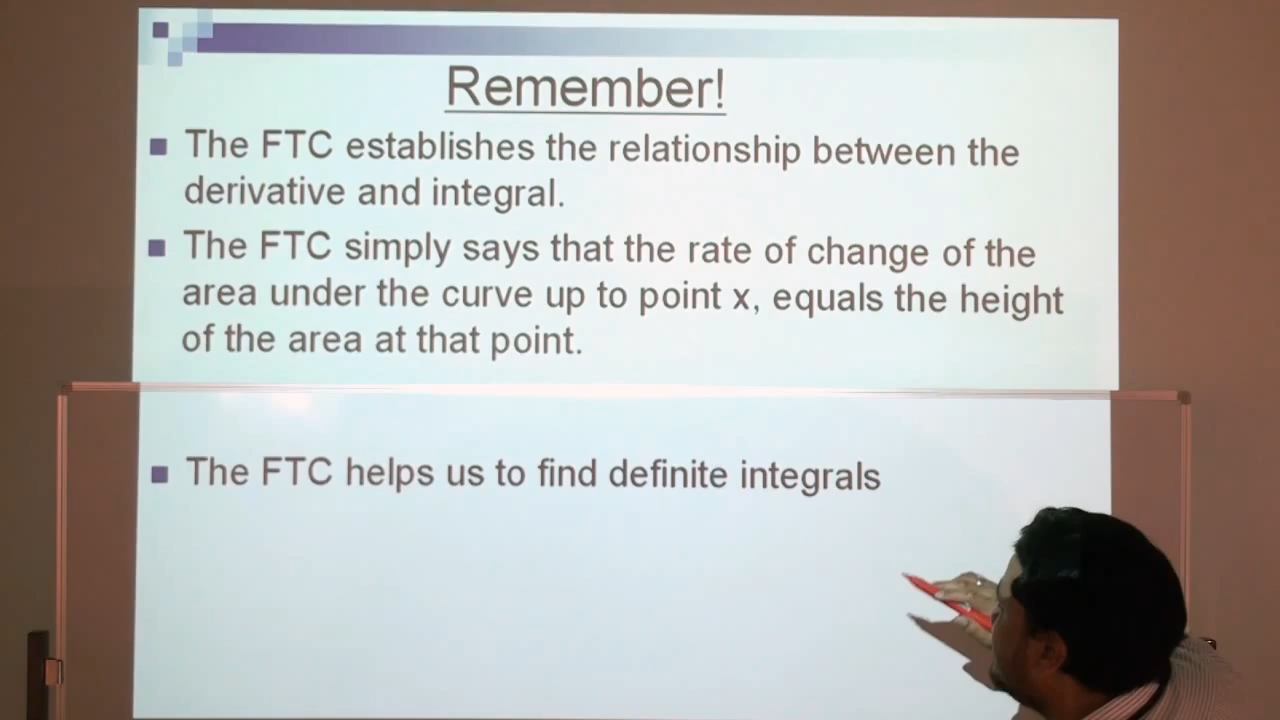 Remember!
The FTC establishes the relationship between the
derivative and integral.
The FTC simply says that the rate of change of the
area under the curve up to point x, equals the height
of the area at that point.
The FTC helps us to find definite integrals